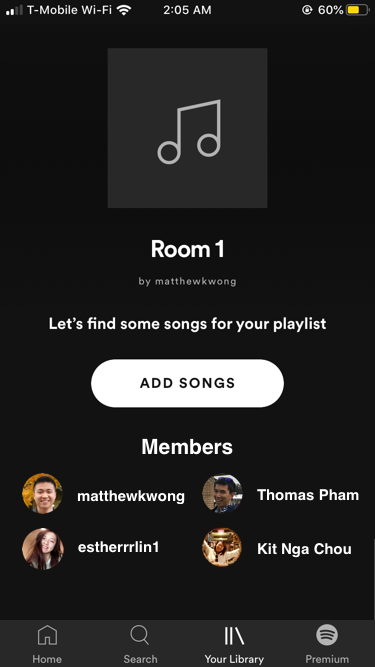 T-Mobile Wi-Fi 2:05 AM 60%
Room 1
by matthewkwong
Let's find some songs for your playlist
ADD SONGS
Members
matthewkwong Thomas Pham
estherrrlin1 Kit Nga Chou
Home Search Your Library Premium